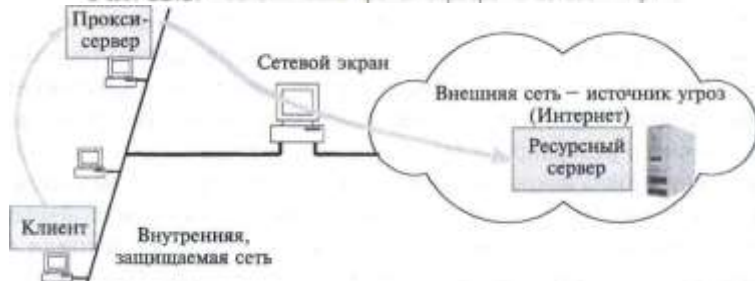 Прокси-
сервер
Сетевой экран
Внешняя сеть — источник угроз
(Интернет)
Ресурсный
сервер
Клиент
Внутренняя,
защищаемая сеть